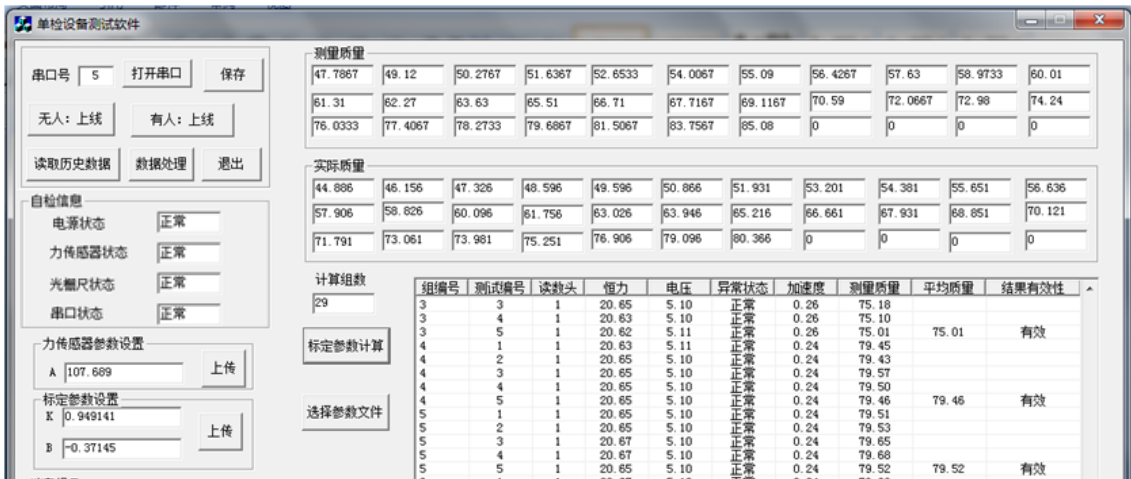 单检设备测试软件
串口号 5 打开串口 保存
无人：上线 有人：上线
读取历史数据 数据处理 退出
自检信息
电源状态 正常
力传感器状态 正常
光栅尺状态 正常
串口状态 正常
力传感器参数设置
A 107.689 上传
标定参数设置
K 0.949141
上传
B -0.37145
测量质量
47.7867 49.12 50.2767 51.6367 52.6533 54.0067 55.09 56.4267 57.63 58.9733 60.01
61.31 62.27 63.63 65.51 66.71 67.7167 69.1167 70.59 72.0667 72.98 74.24
76.0333 77.4067 78.2733 79.6867 81.5067 83.7567 85.08 0 0 0 0
实际质量
44.886 46.156 47.326 48.596 49.596 50.866 51.931 53.201 54.381 55.651 56.636
57.906 58.826 60.096 61.756 63.026 63.946 65.216 66.661 67.931 68.851 70.121
71.791 73.061 73.981 75.251 76.906 79.096 80.366 0 0 0 0
计算组数
29
标定参数计算
选择参数文件
组编号 测试编号 读数头 恒力 电压 异常状态 加速度 测量质量 平均质量 结果有效性
3 3 1 20.65 5.10 正常 0.26 75.18
3 4 1 20.63 5.10 正常 0.26 75.10
3 5 1 20.62 5.11 正常 0.26 75.01 75.01 有效
4 1 1 20.63 5.11 正常 0.24 79.45
4 2 1 20.65 5.10 正常 0.24 79.43
4 3 1 20.65 5.10 正常 0.24 79.57
4 4 1 20.65 5.10 正常 0.24 79.50
4 5 1 20.65 5.10 正常 0.24 79.46 79.46 有效
5 1 1 20.65 5.10 正常 0.24 79.51
5 2 1 20.65 5.10 正常 0.24 79.53
5 3 1 20.67 5.10 正常 0.24 79.65
5 4 1 20.67 5.10 正常 0.24 79.68
5 5 1 20.65 5.10 正常 0.24 79.52 79.52 有效